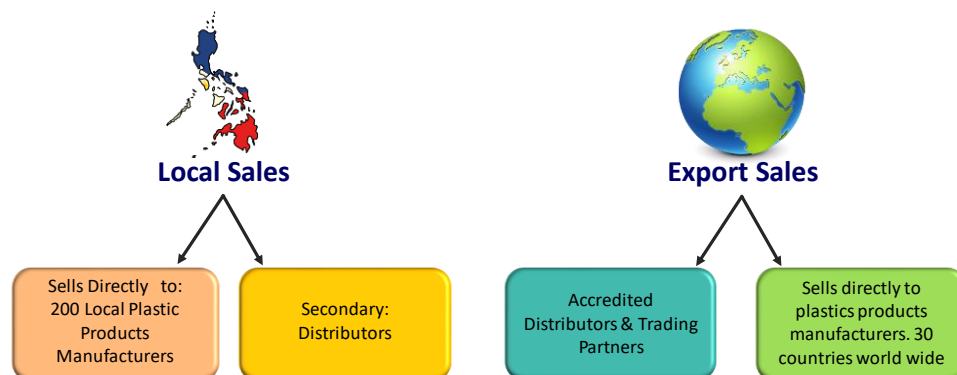 Local Sales
Export Sales
Sells Directly to:
200 Local Plastic
Products
Manufacturers
Secondary:
Distributors
Accredited
Distributors & Trading
Partners
Sells directly to
plastics products
manufacturers. 30
countries world wide